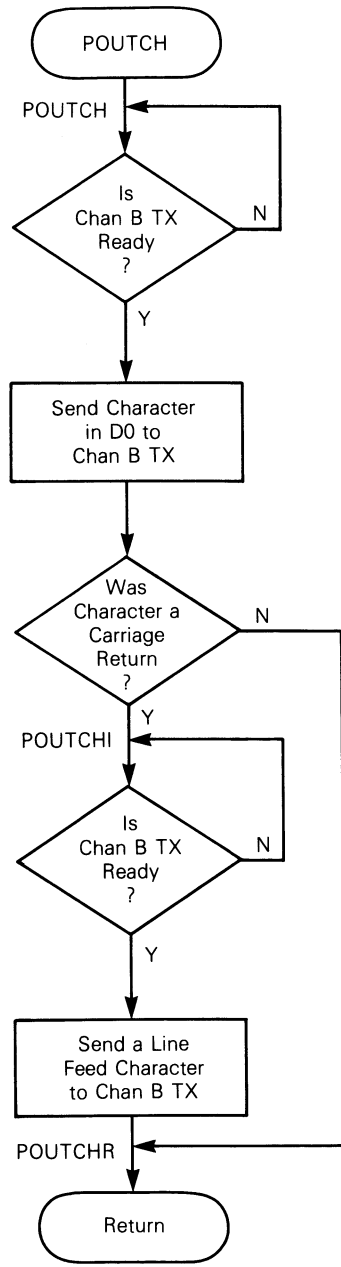 POUTCH
POUTCH
Is
Chan B TX
Ready
?
N
Y
Send Character
in D0 to
Chan B TX
Was
Character a
Carriage
Return
?
N
Y
POUTCHI
Is
Chan B TX
Ready
?
N
Y
Send a Line
Feed Character
to Chan B TX
POUTCHR
Return